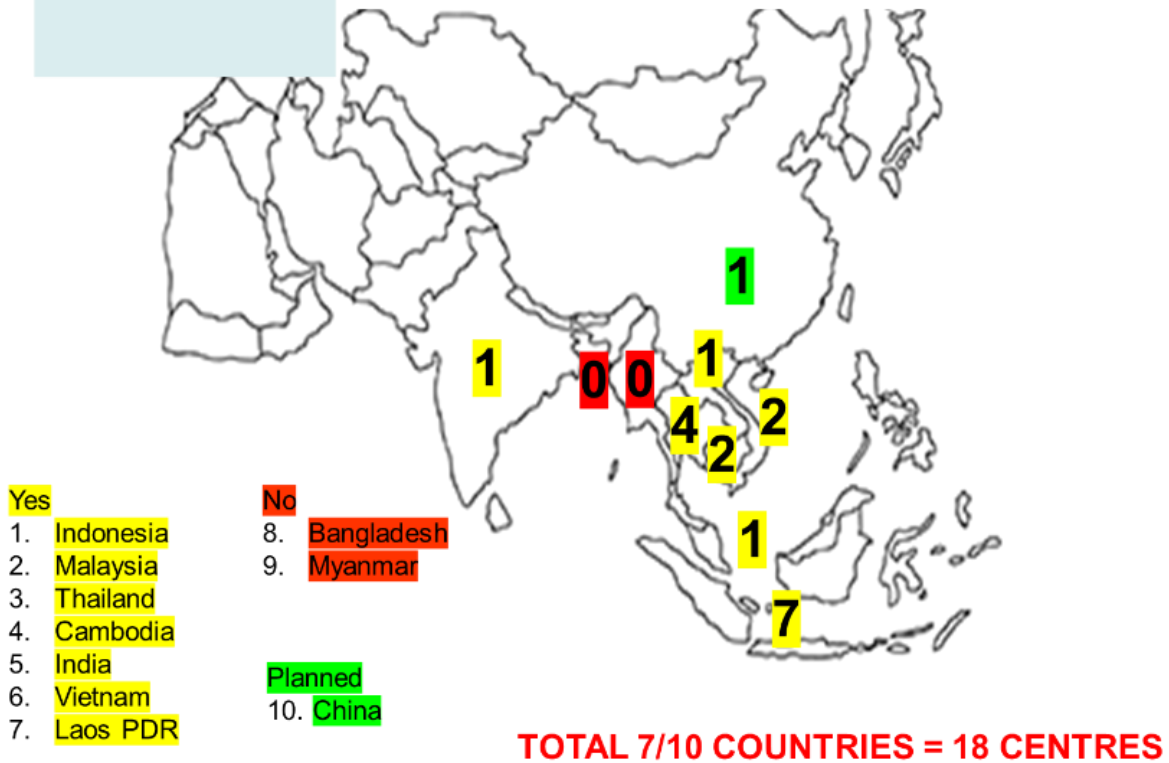 1
1
1
0
0
4
2
2
1
7
Yes
1. Indonesia
2. Malaysia
3. Thailand
4. Cambodia
5. India
6. Vietnam
7. Laos PDR
No
8. Bangladesh
9. Myanmar
Planned
10. China
TOTAL 7/10 COUNTRIES = 18 CENTRES